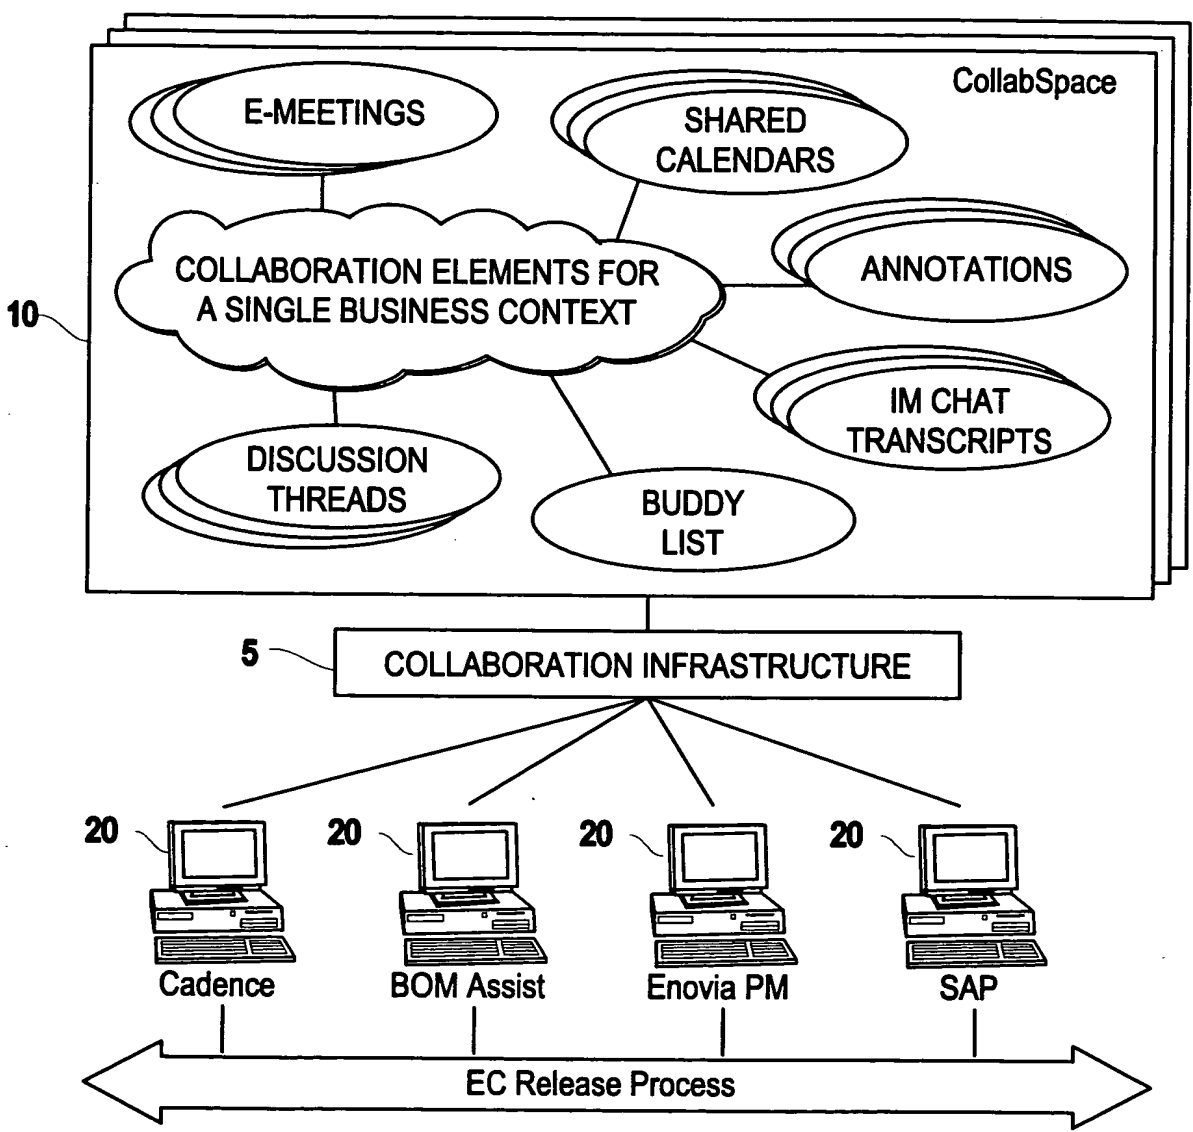 CollabSpace
E-MEETINGS
SHARED
CALENDARS
COLLABORATION ELEMENTS FOR
A SINGLE BUSINESS CONTEXT
ANNOTATIONS
10
IM CHAT
TRANSCRIPTS
DISCUSSION
THREADS
BUDDY
LIST
5
COLLABORATION INFRASTRUCTURE
20
20
20
20
Cadence
BOM Assist
Enovia PM
SAP
EC Release Process